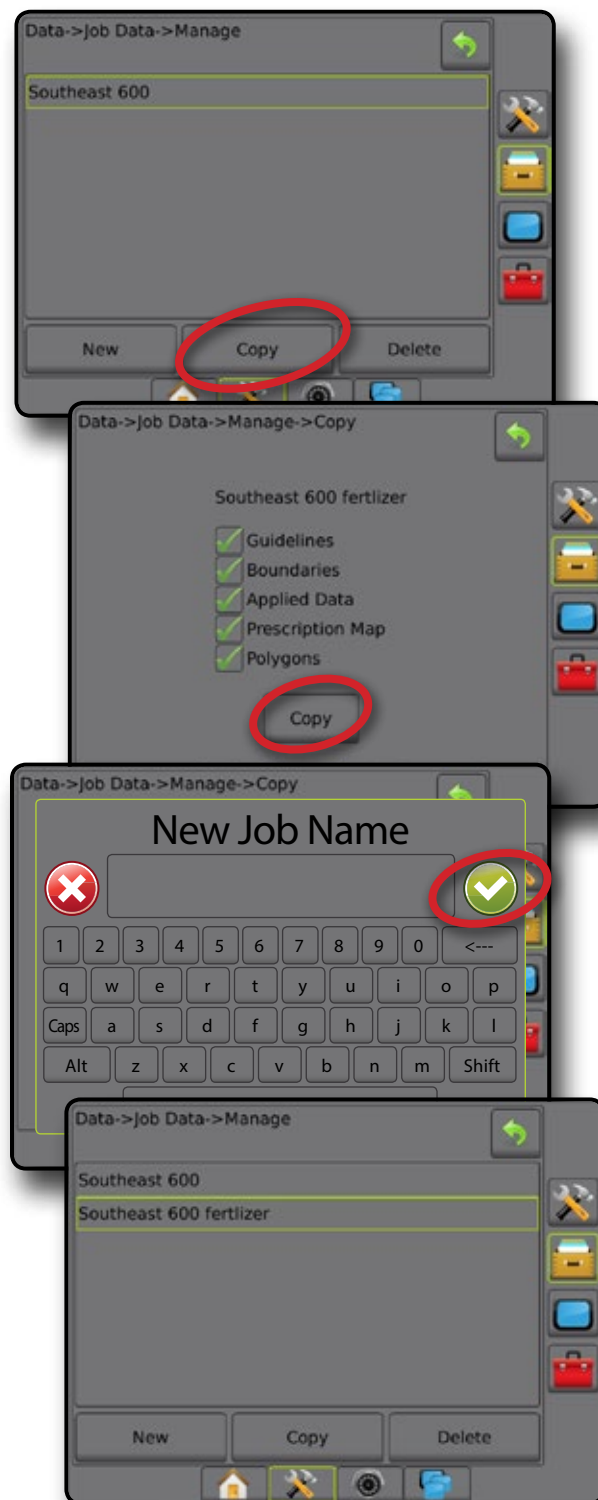 Data->Job Data->Manage
Southeast 600
New Copy Delete
Data->Job Data->Manage->Copy
Southeast 600 fertlizer
Guidelines
Boundaries
Applied Data
Prescription Map
Polygons
Copy
Data->Job Data->Manage->Copy
New Job Name
1 2 3 4 5 6 7 8 9 0 <---
q w e r t y u i o p
Caps a s d f g h j k l
Alt z x c v b n m Shift
Data->Job Data->Manage
Southeast 600
Southeast 600 fertlizer
New Copy Delete